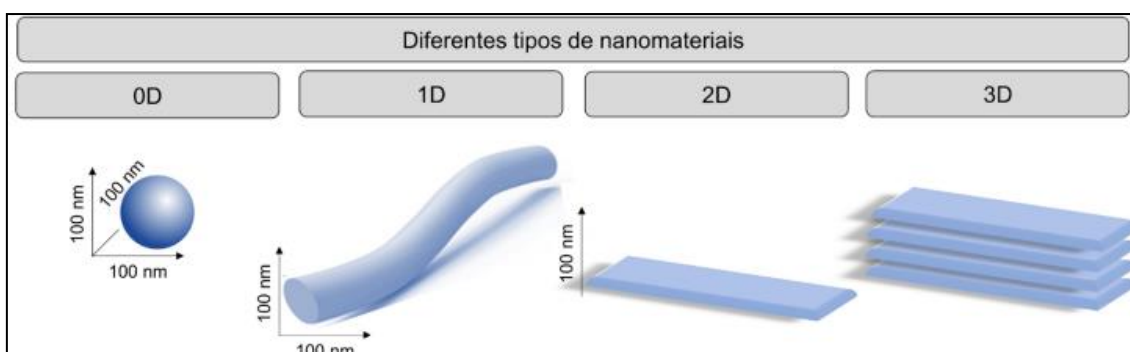 Diferentes tipos de nanomateriais
0D
1D
2D
3D
100 nm
100 nm
100 nm
100 nm
100 nm
100 nm